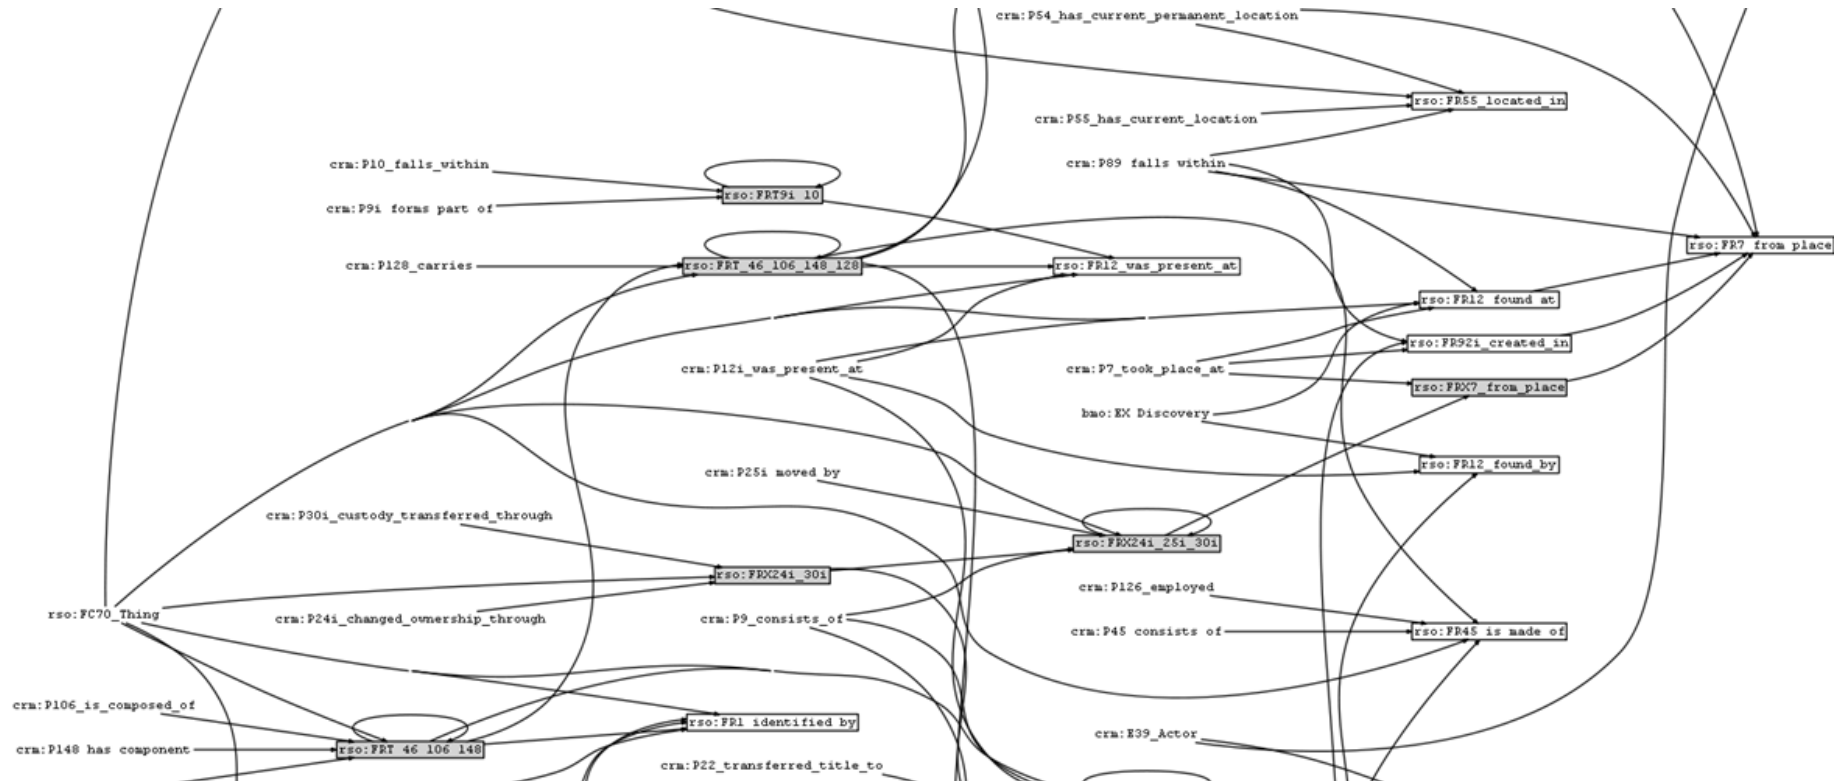 crm:P54_has_current_permanent_location
rso:FR55_located_in
crm:P55_has_current_location
crm:P10_falls_within
crm:P89 falls within
rso:FRT9i 10
crm:P9i forms part of
rso:FR7 from place
crm:P128_carries
rso:FRT_46_106_148_128
rso:FR12_was_present_at
rso:FR12 found at
rso:FR92i_created_in
crm:P12i_was_present_at
crm:P7_took_place_at
rso:FRX7_from_place
bmo:EX Discovery
rso:FR12_found_by
crm:P25i moved by
crm:P30i_custody_transferred_through
rso:FRX24i_25i_30i
rso:FRX24i_30i
crm:P126_employed
rso:FC70_Thing
crm:P24i_changed_ownership_through
crm:P9_consists_of
crm:P45 consists of
rso:FR45 is made of
crm:P106_is_composed_of
rso:FR1 identified by
crm:E39_Actor
crm:P148 has component
rso:FRT 46 106 148
crm:P22_transferred_title_to